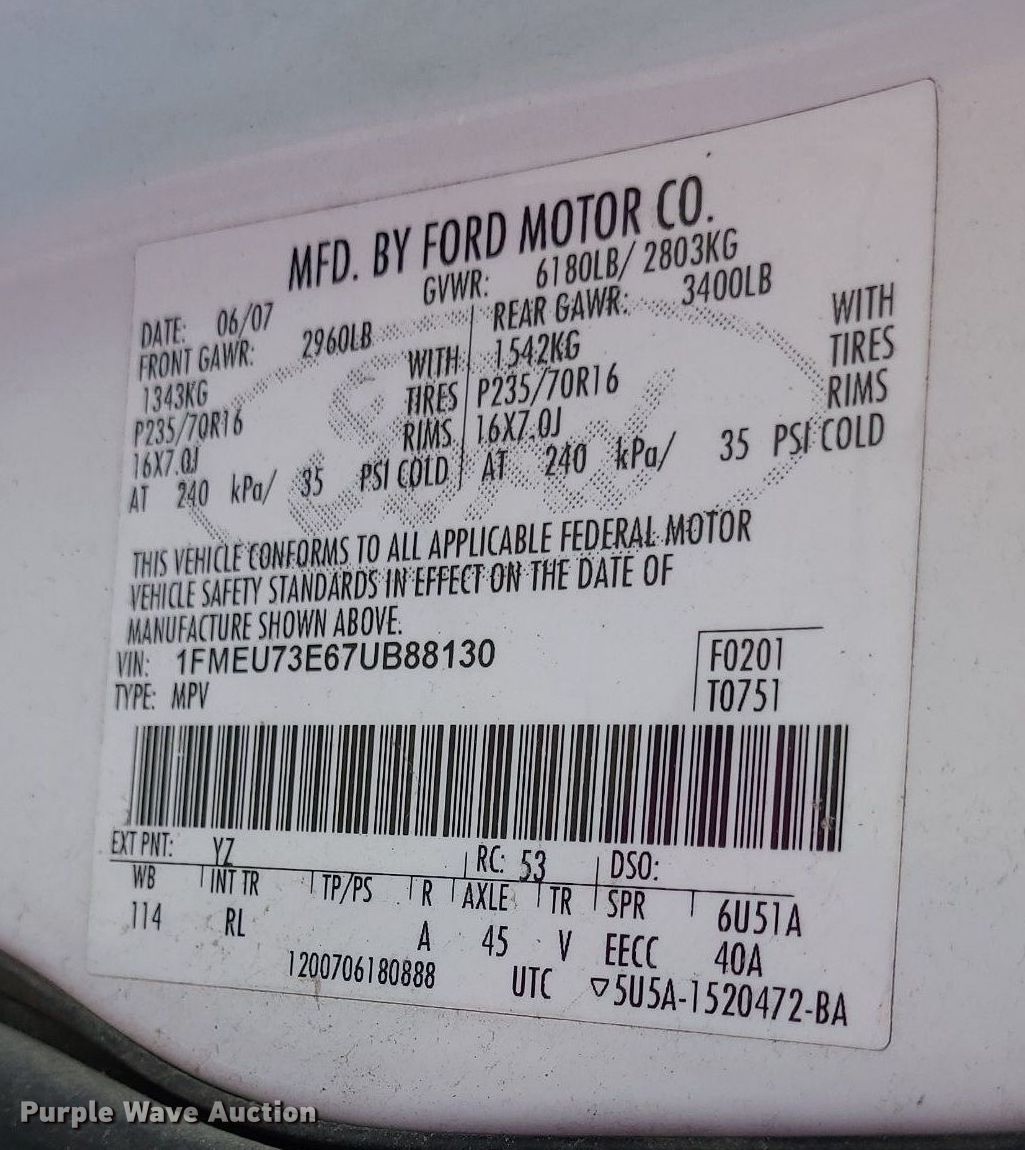 MFD. BY FORD MOTOR CO.
DATE: 06/07 GVWR: 6180LB/ 2803KG
FRONT GAWR: 2960LB REAR GAWR: 3400LB
1343KG WITH 1542KG WITH
P235/70R16 TIRES P235/70R16 TIRES
16X7.0J RIMS 16X7.0J RIMS
AT 240 kPa/ 35 PSI COLD AT 240 kPa/ 35 PSI COLD
THIS VEHICLE CONFORMS TO ALL APPLICABLE FEDERAL MOTOR
VEHICLE SAFETY STANDARDS IN EFFECT ON THE DATE OF
MANUFACTURE SHOWN ABOVE.
VIN: 1FMEU73E67UB88130 F0201
TYPE: MPV T0751
EXT PNT: YZ RC: 53 DSO:
WB INT TR TP/PS R AXLE TR SPR 6U51A
114 RL A 45 V EECC 40A
1200706180888 UTC ▽5U5A-1520472-BA
Purple Wave Auction